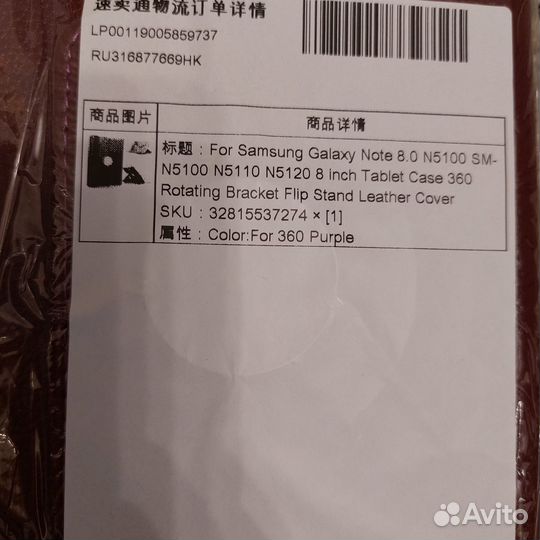 速卖通物流订单详情
LP00119005859737
RU316877669HK
商品图片 商品详情
标题：For Samsung Galaxy Note 8.0 N5100 SM-
N5100 N5110 N5120 8 inch Tablet Case 360
Rotating Bracket Flip Stand Leather Cover
SKU：32815537274 × [1]
属性：Color:For 360 Purple
Avito